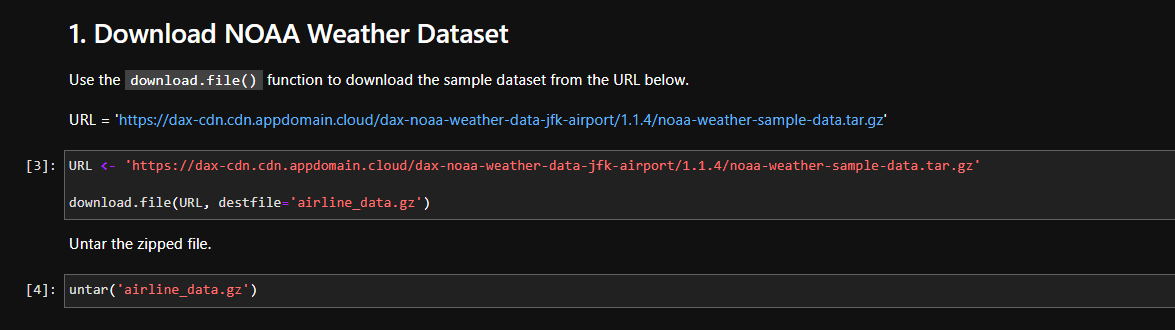 1. Download NOAA Weather Dataset
Use the download.file() function to download the sample dataset from the URL below.
URL = 'https://dax-cdn.cdn.appdomain.cloud/dax-noaa-weather-data-jfk-airport/1.1.4/noaa-weather-sample-data.tar.gz'
[3]: URL <- 'https://dax-cdn.cdn.appdomain.cloud/dax-noaa-weather-data-jfk-airport/1.1.4/noaa-weather-sample-data.tar.gz'
download.file(URL, destfile='airline_data.gz')
Untar the zipped file.
[4]: untar('airline_data.gz')